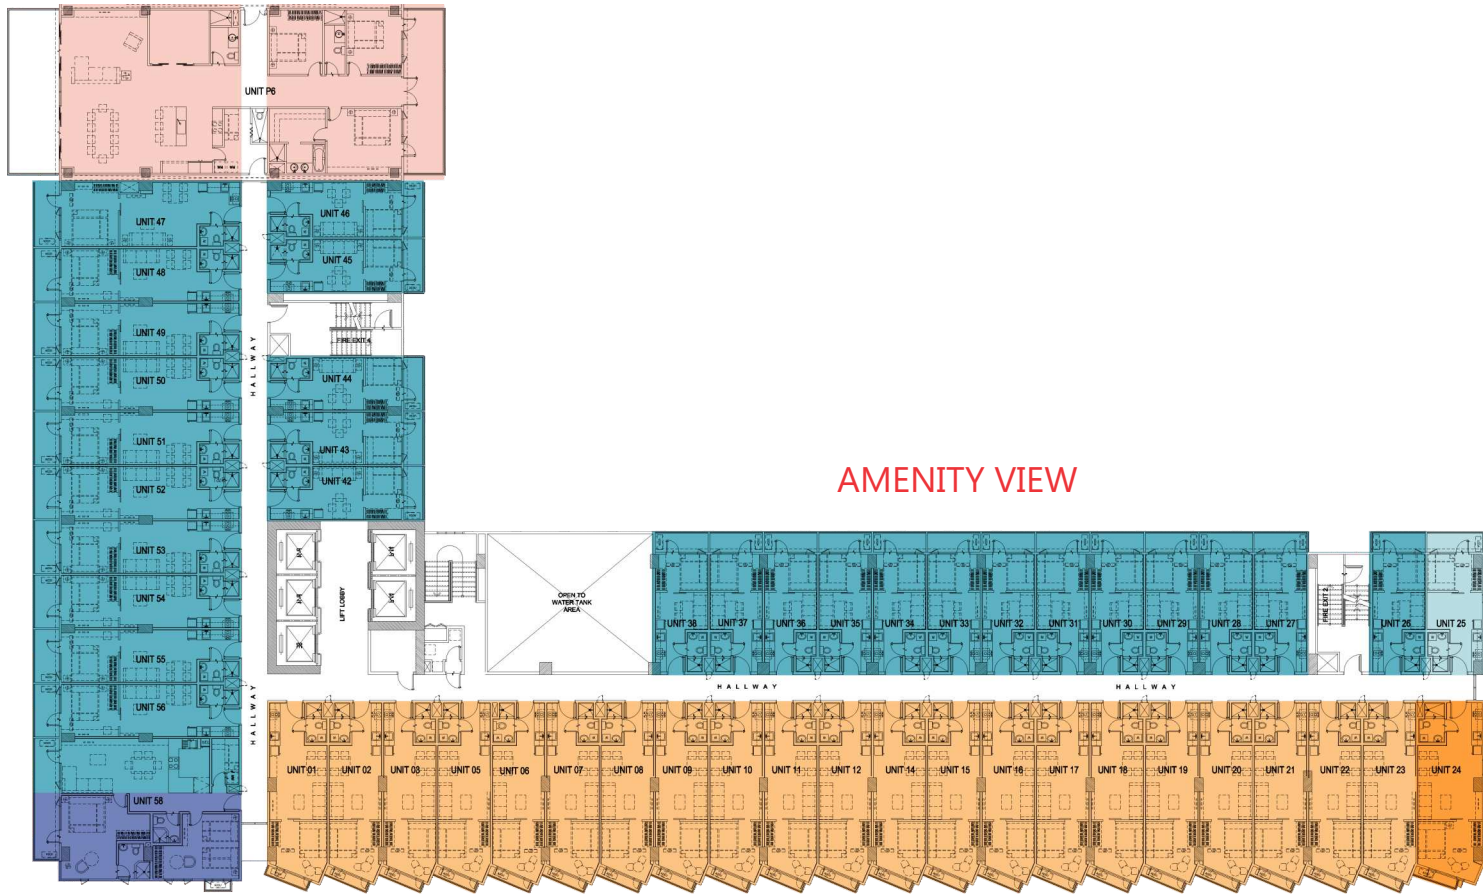 UNIT P6
UNIT 47
UNIT 46
UNIT 48
UNIT 45
UNIT 49
FIRE EXIT 4
HALLWAY
UNIT 50
UNIT 44
UNIT 51
UNIT 43
UNIT 52
UNIT 42
AMENITY VIEW
UNIT 53
UNIT 54
LIFT LOBBY
OPEN TO
WATER TANK
AREA
UNIT 38
UNIT 37
UNIT 36
UNIT 35
UNIT 34
UNIT 33
UNIT 32
UNIT 31
UNIT 30
UNIT 29
UNIT 28
UNIT 27
FIRE EXIT 2
UNIT 26
UNIT 25
UNIT 55
UNIT 56
HALLWAY
HALLWAY
HALLWAY
UNIT 01
UNIT 02
UNIT 03
UNIT 05
UNIT 06
UNIT 07
UNIT 08
UNIT 09
UNIT 10
UNIT 11
UNIT 12
UNIT 14
UNIT 15
UNIT 16
UNIT 17
UNIT 18
UNIT 19
UNIT 20
UNIT 21
UNIT 22
UNIT 23
UNIT 24
UNIT 58